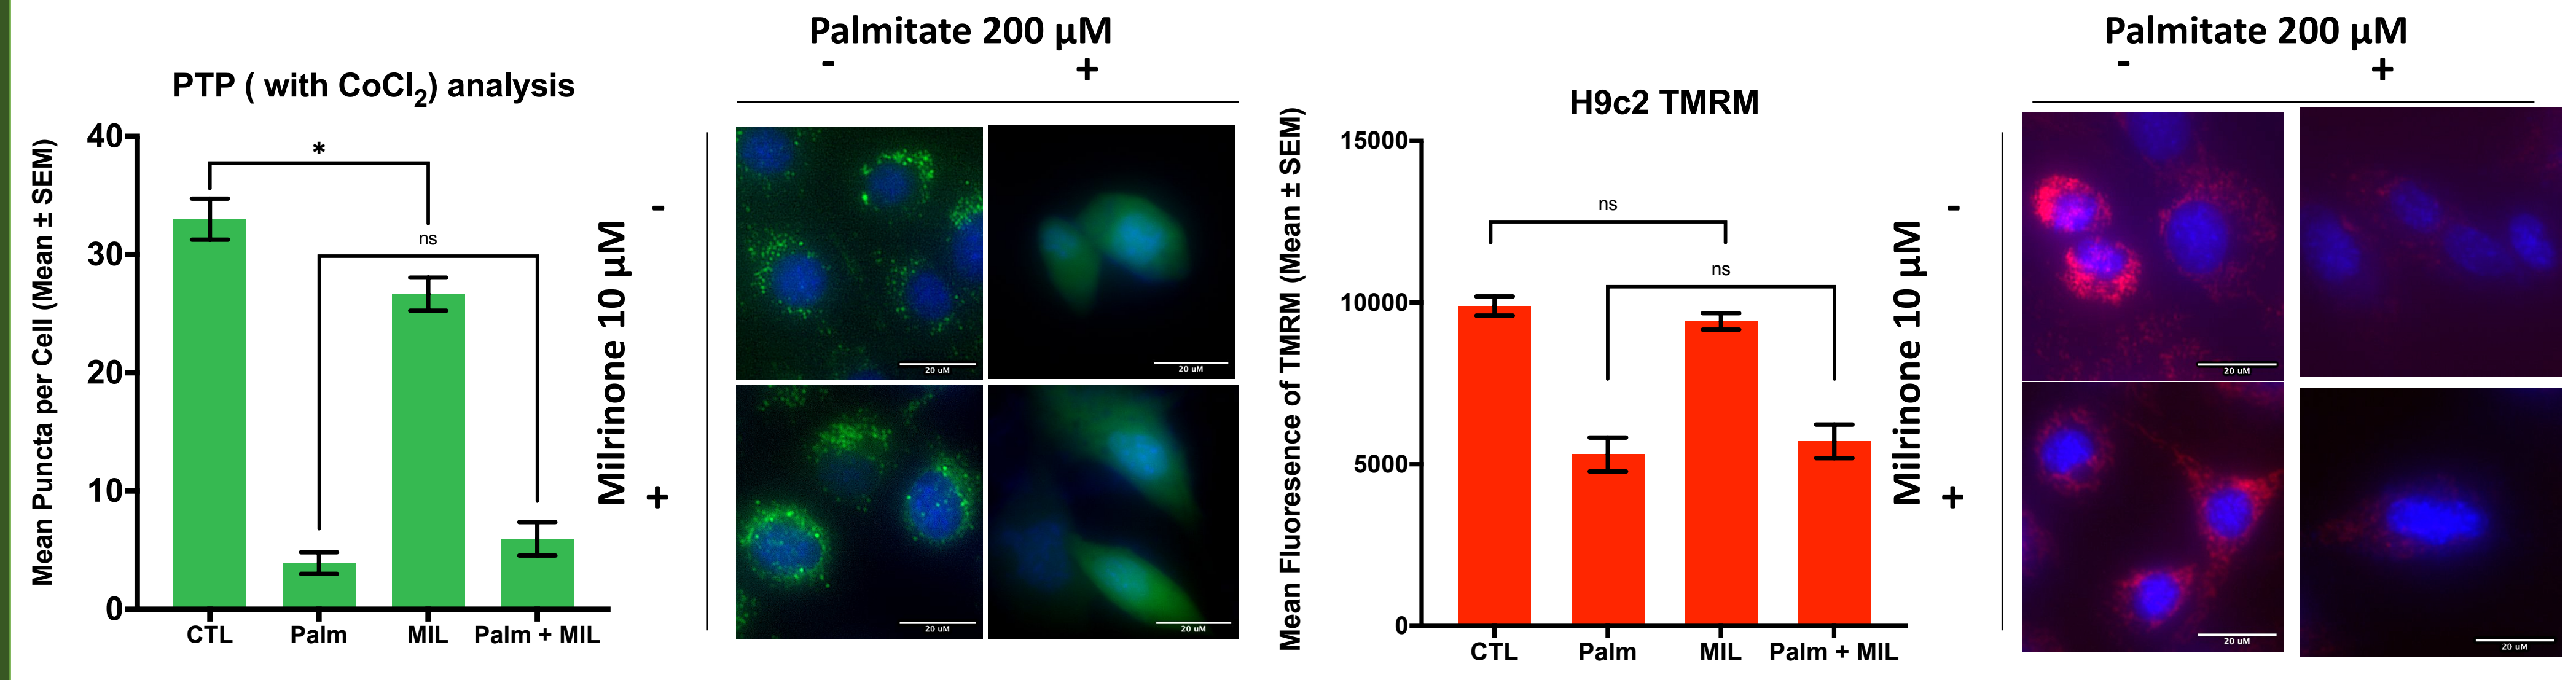 PTP ( with CoCl2) analysis
Mean Puncta per Cell (Mean ± SEM)
40
30
20
10
0
*
ns
CTL
Palm
MIL
Palm + MIL
Palmitate 200 µM
-
+
Milrinone 10 µM
-
+
20 uM
20 uM
20 uM
20 uM
H9c2 TMRM
Mean Fluoresence of TMRM (Mean ± SEM)
15000
10000
5000
0
ns
ns
CTL
Palm
MIL
Palm + MIL
Palmitate 200 µM
-
+
Milrinone 10 µM
-
+
20 uM
20 uM
20 uM